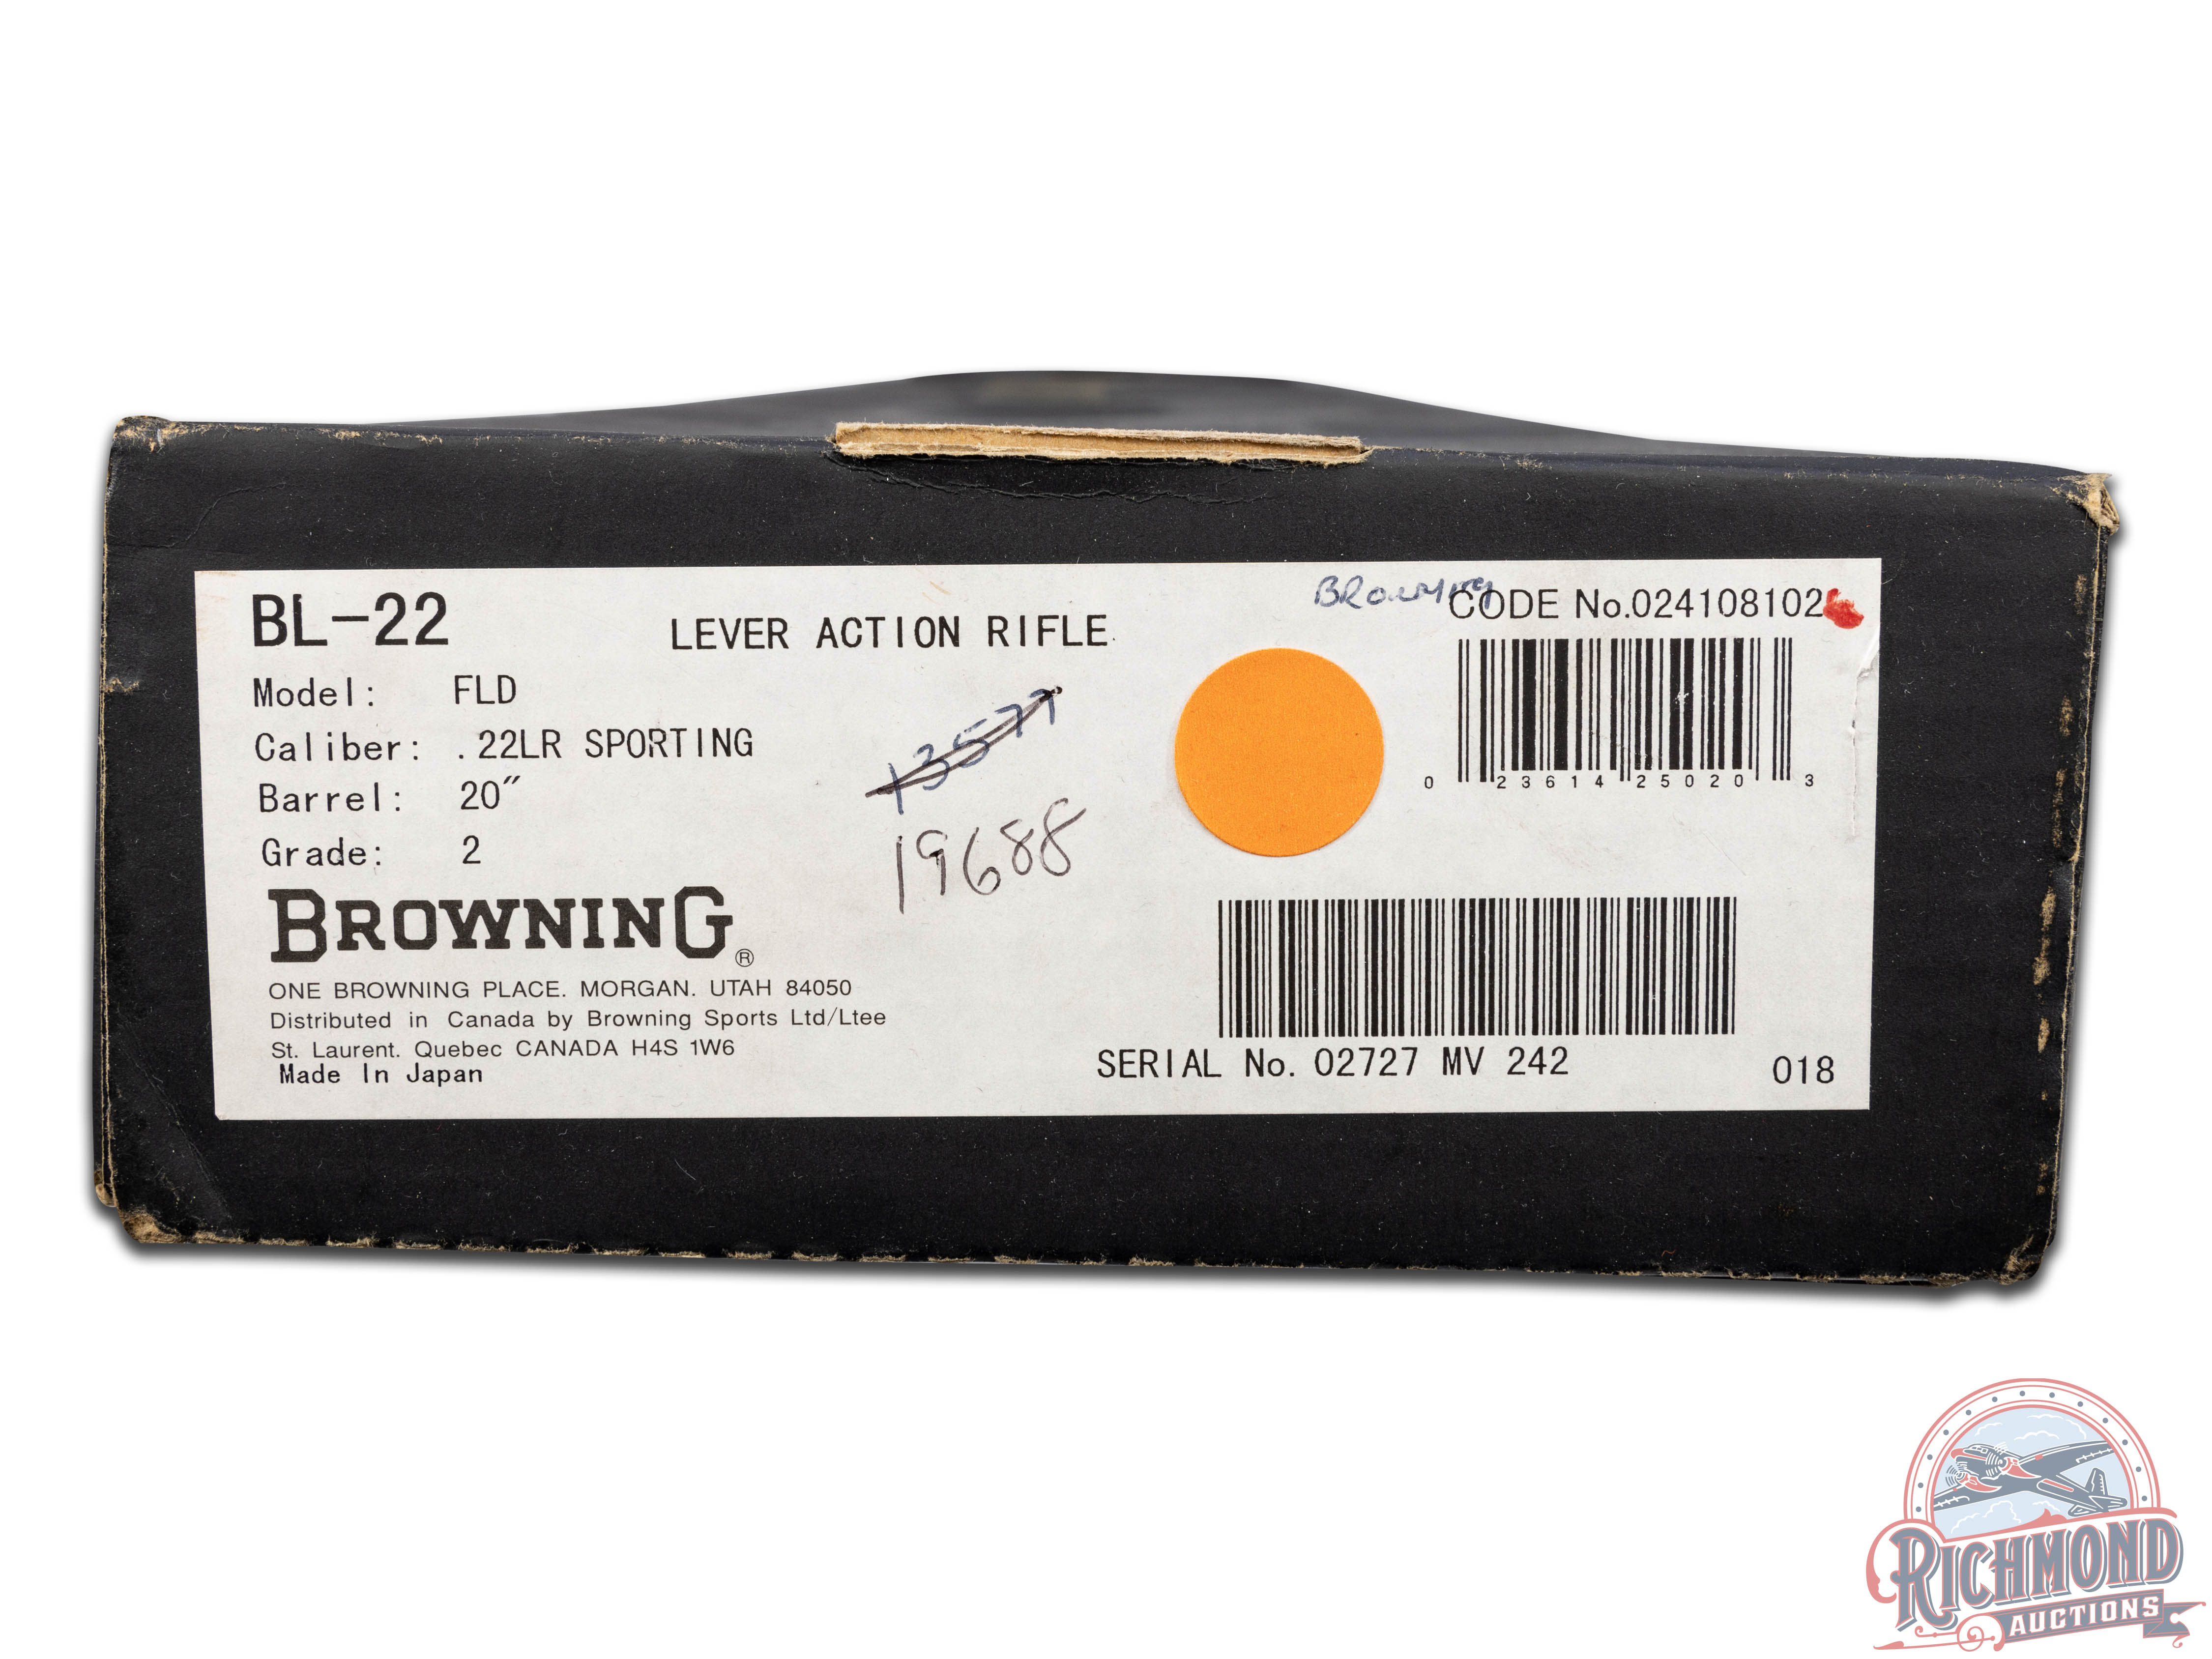 BL-22
LEVER ACTION RIFLE
Browning
CODE No.024108102
Model: FLD
Caliber: .22LR SPORTING
Barrel: 20″
Grade: 2
13577
19688
0 23614 25020 3
BROWNING®
ONE BROWNING PLACE. MORGAN. UTAH 84050
Distributed in Canada by Browning Sports Ltd/Ltee
St. Laurent. Quebec CANADA H4S 1W6
Made In Japan
SERIAL No. 02727 MV 242
018
RICHMOND
AUCTIONS